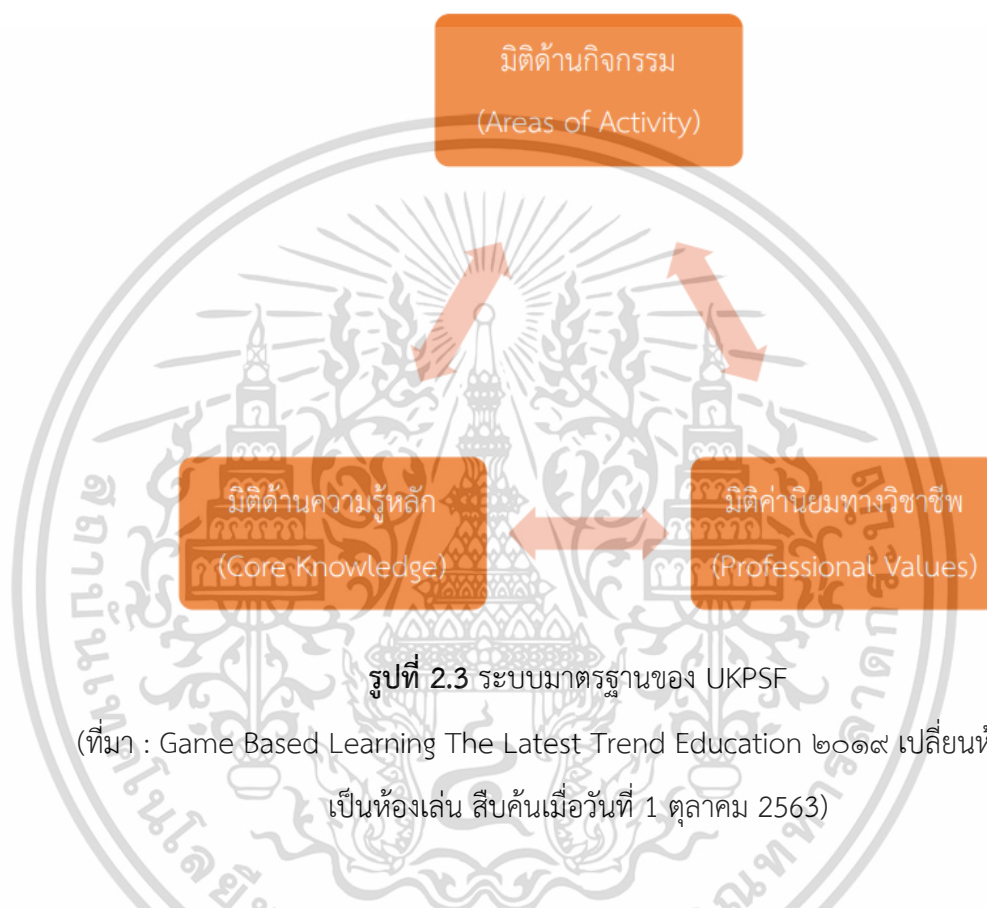 มิติด้านกิจกรรม
(Areas of Activity)
มิติด้านความรู้หลัก
(Core Knowledge)
มิติค่านิยมทางวิชาชีพ
(Professional Values)
รูปที่ 2.3 ระบบมาตรฐานของ UKPSF
(ที่มา : Game Based Learning The Latest Trend Education ๒๐๑๙ เปลี่ยน
เป็นห้องเล่น สืบค้นเมื่อวันที่ 1 ตุลาคม 2563)